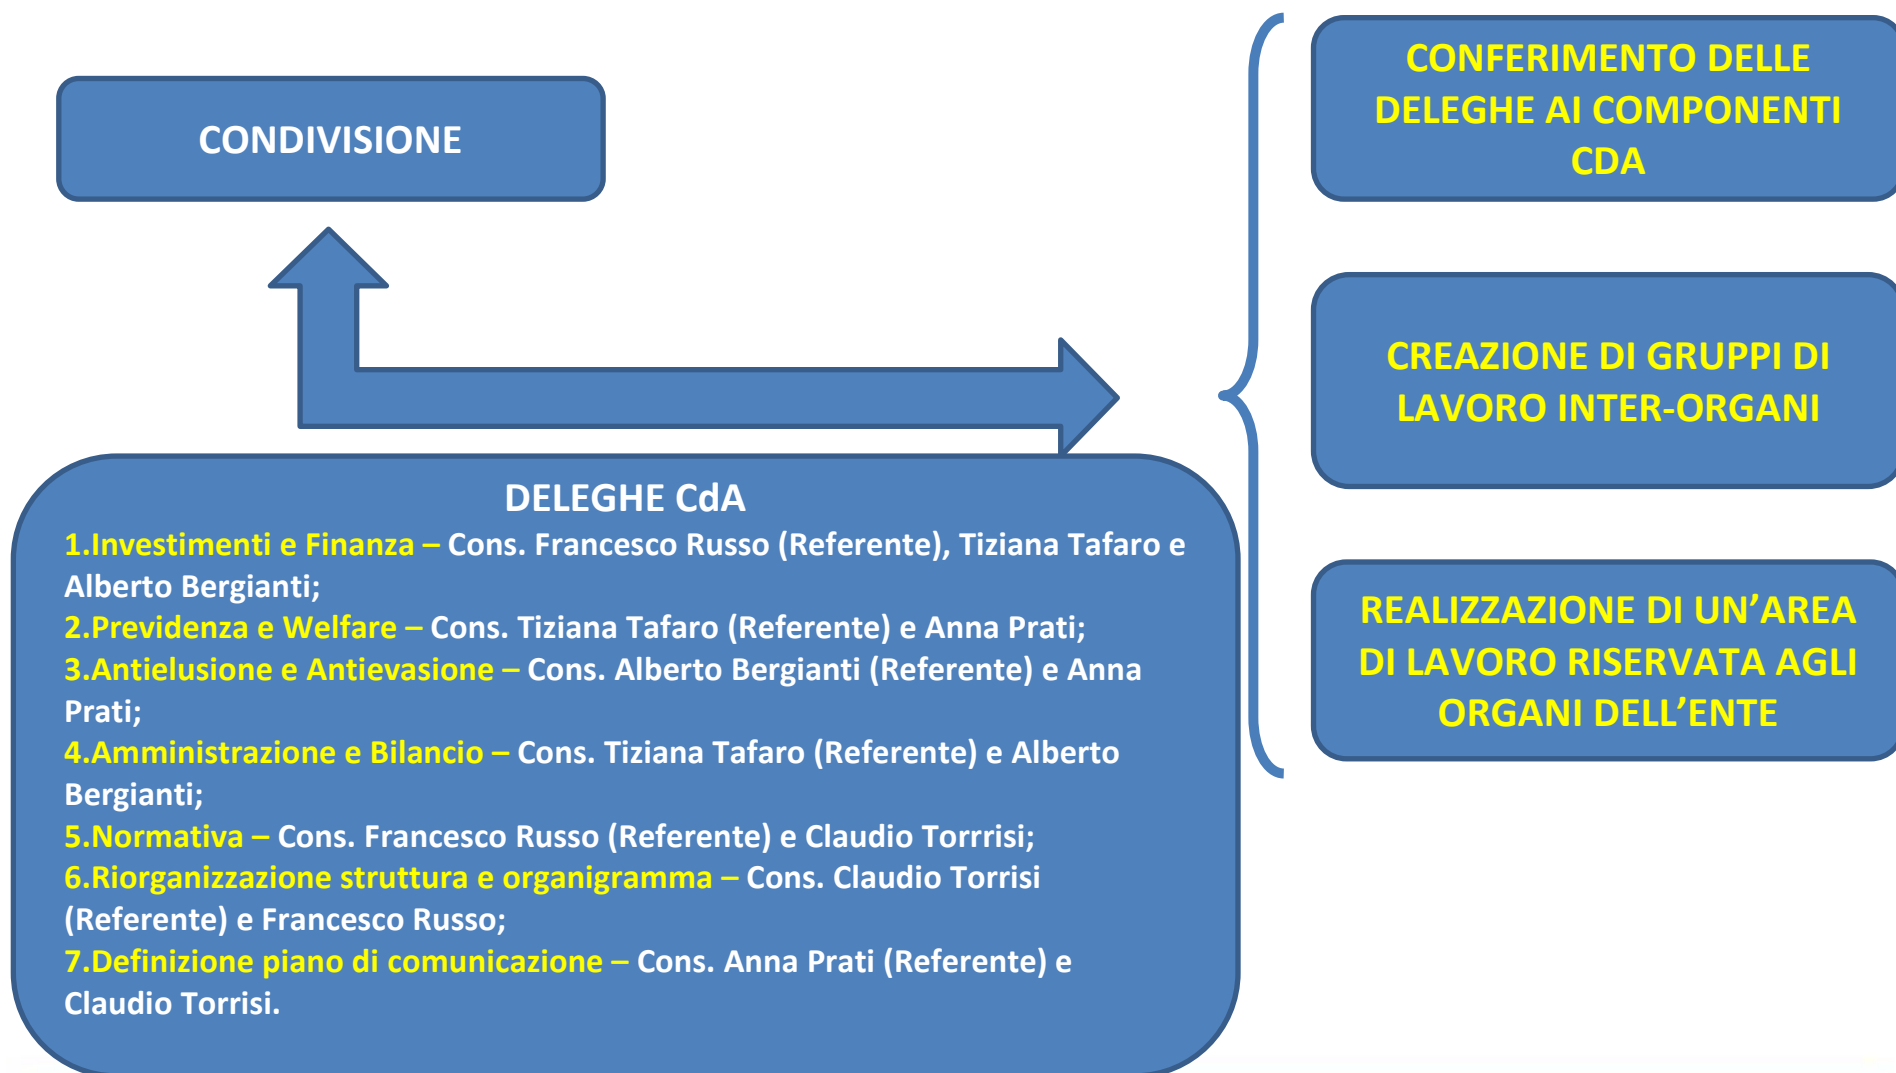 CONDIVISIONE
CONFERIMENTO DELLE
DELEGHE AI COMPONENTI
CDA
CREAZIONE DI GRUPPI DI
LAVORO INTER-ORGANI
REALIZZAZIONE DI UN’AREA
DI LAVORO RISERVATA AGLI
ORGANI DELL’ENTE
DELEGHE CdA
1.Investimenti e Finanza – Cons. Francesco Russo (Referente), Tiziana Tafaro e
Alberto Bergianti;
2.Previdenza e Welfare – Cons. Tiziana Tafaro (Referente) e Anna Prati;
3.Antielusione e Antievasione – Cons. Alberto Bergianti (Referente) e Anna
Prati;
4.Amministrazione e Bilancio – Cons. Tiziana Tafaro (Referente) e Alberto
Bergianti;
5.Normativa – Cons. Francesco Russo (Referente) e Claudio Torrrisi;
6.Riorganizzazione struttura e organigramma – Cons. Claudio Torrisi
(Referente) e Francesco Russo;
7.Definizione piano di comunicazione – Cons. Anna Prati (Referente) e
Claudio Torrisi.